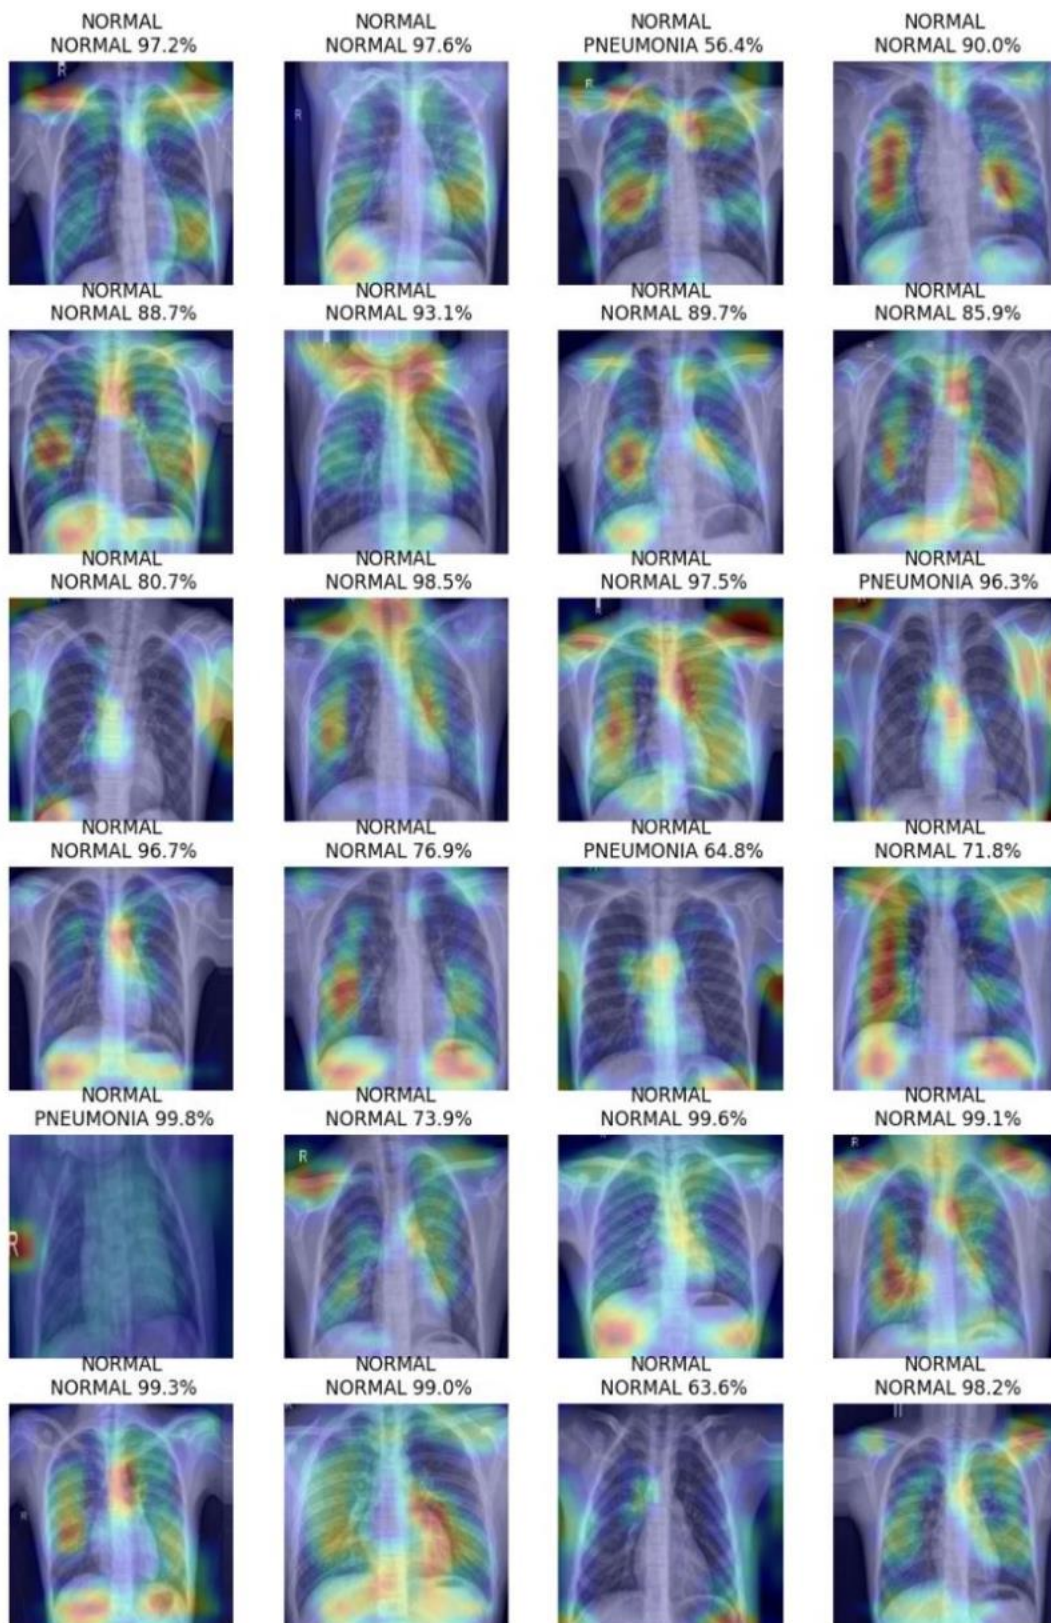 NORMAL NORMAL NORMAL NORMAL
NORMAL 97.2% NORMAL 97.6% PNEUMONIA 56.4% NORMAL 90.0%
R
R
F
NORMAL NORMAL NORMAL NORMAL
NORMAL 88.7% NORMAL 93.1% NORMAL 89.7% NORMAL 85.9%
NORMAL NORMAL NORMAL NORMAL
NORMAL 80.7% NORMAL 98.5% NORMAL 97.5% PNEUMONIA 96.3%
NORMAL NORMAL NORMAL NORMAL
NORMAL 96.7% NORMAL 76.9% PNEUMONIA 64.8% NORMAL 71.8%
NORMAL NORMAL NORMAL NORMAL
PNEUMONIA 99.8% NORMAL 73.9% NORMAL 99.6% NORMAL 99.1%
R
R
R
NORMAL NORMAL NORMAL NORMAL
NORMAL 99.3% NORMAL 99.0% NORMAL 63.6% NORMAL 98.2%